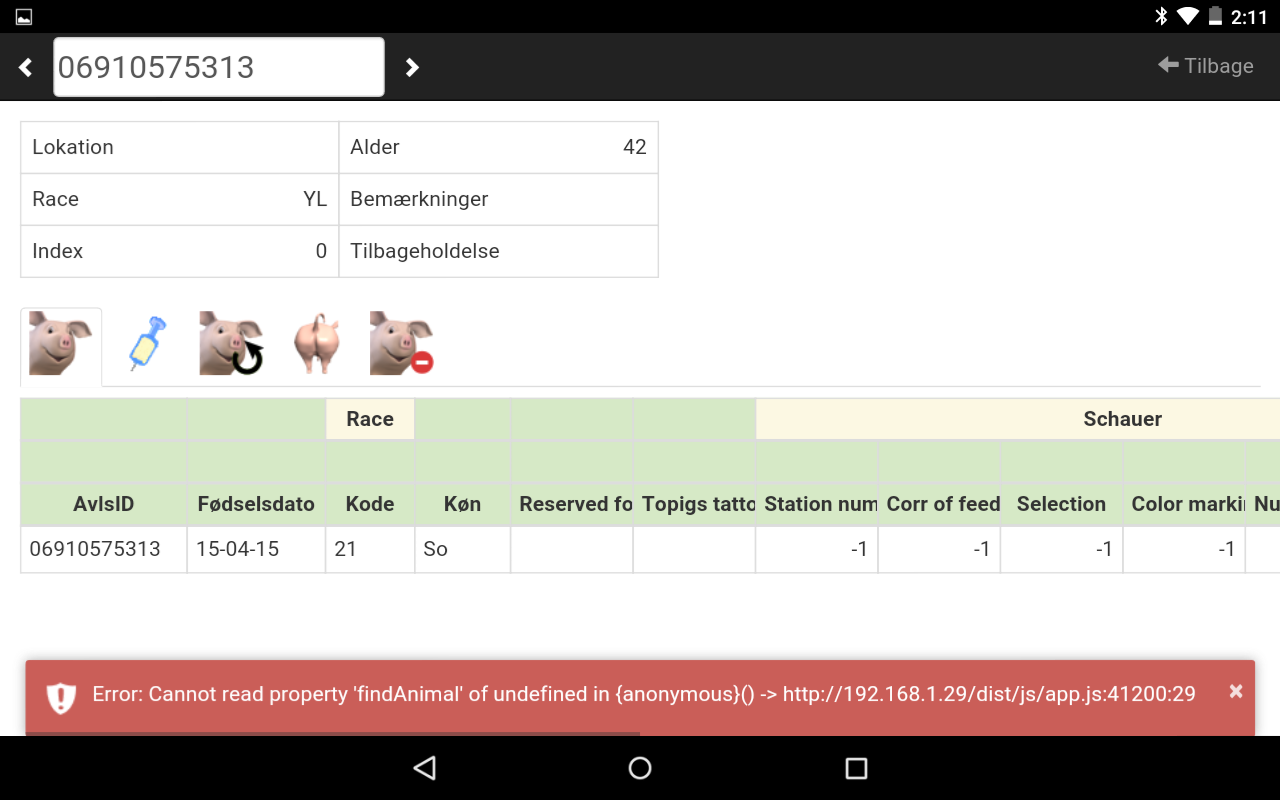 2:11
06910575313
Tilbage
Lokation Alder 42
Race YL Bemærkninger
Index 0 Tilbageholdelse
Race Schauer
AvlsID Fødselsdato Kode Køn Reserved fo Topigs tatto Station num Corr of feed Selection Color marki Nu
06910575313 15-04-15 21 So -1 -1 -1 -1
Error: Cannot read property 'findAnimal' of undefined in {anonymous}() -> http://192.168.1.29/dist/js/app.js:41200:29